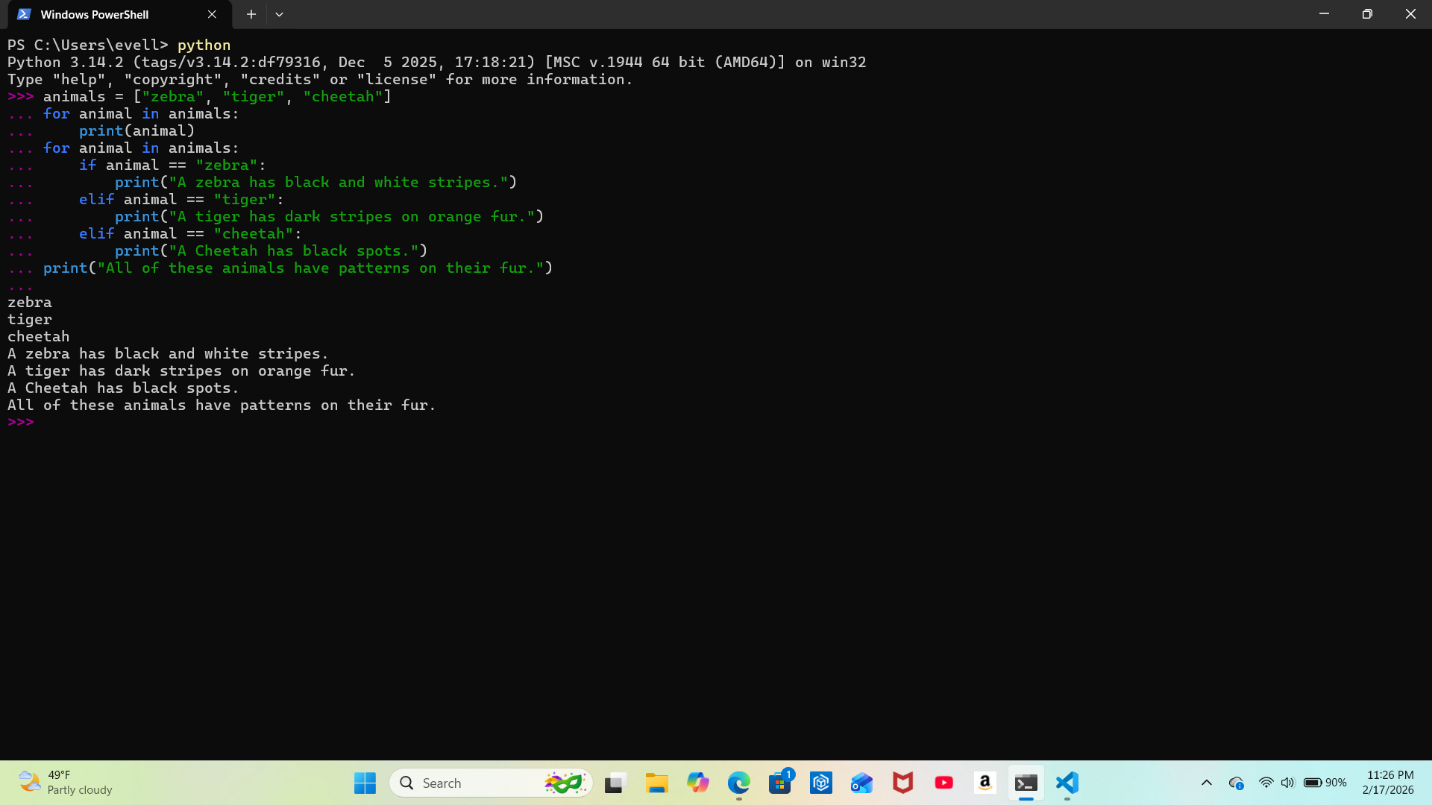 Windows PowerShell
PS C:\Users\evell> python
Python 3.14.2 (tags/v3.14.2:df79316, Dec  5 2025, 17:18:21) [MSC v.1944 64 bit (AMD64)] on win32
Type "help", "copyright", "credits" or "license" for more information.
>>> animals = ["zebra", "tiger", "cheetah"]
... for animal in animals:
...     print(animal)
... for animal in animals:
...     if animal == "zebra":
...         print("A zebra has black and white stripes.")
...     elif animal == "tiger":
...         print("A tiger has dark stripes on orange fur.")
...     elif animal == "cheetah":
...         print("A Cheetah has black spots.")
... print("All of these animals have patterns on their fur.")
...
zebra
tiger
cheetah
A zebra has black and white stripes.
A tiger has dark stripes on orange fur.
A Cheetah has black spots.
All of these animals have patterns on their fur.
>>>
49°F
Partly cloudy
Search
1
a
90%
11:26 PM
2/17/2026